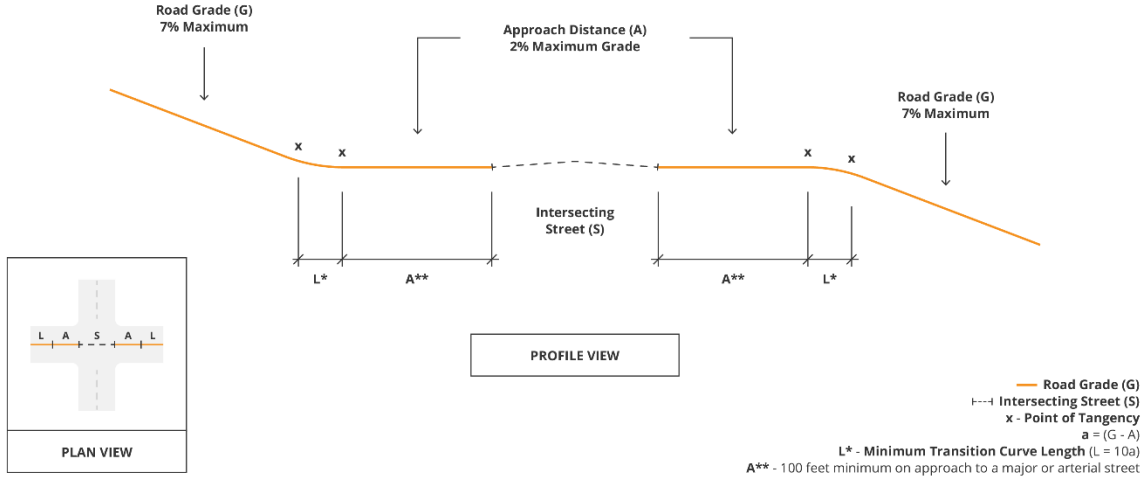 Road Grade (G)
7% Maximum
Approach Distance (A)
2% Maximum Grade
Road Grade (G)
7% Maximum
x
x
x
x
Intersecting
Street (S)
L*
A**
A**
L*
L
A
S
A
L
PLAN VIEW
PROFILE VIEW
Road Grade (G)
Intersecting Street (S)
x - Point of Tangency
a = (G - A)
L* - Minimum Transition Curve Length (L = 10a)
A** - 100 feet minimum on approach to a major or arterial street